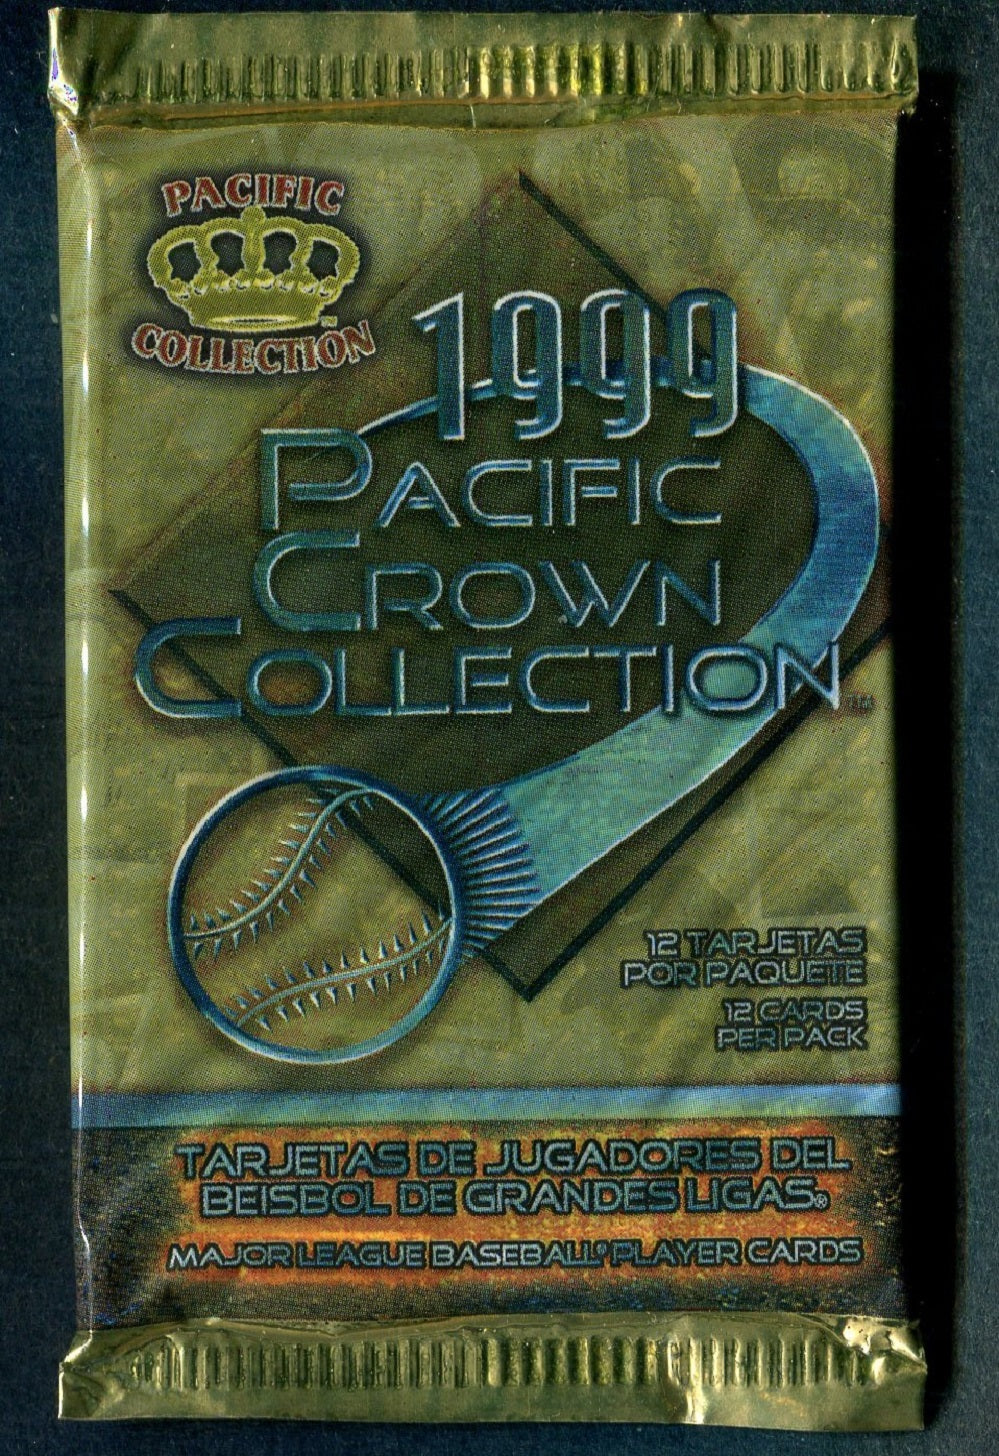 PACIFIC
COLLECTION
1999
PACIFIC
CROWN
COLLECTION™
12 TARJETAS
POR PAQUETE
12 CARDS
PER PACK
TARJETAS DE JUGADORES DEL
BEISBOL DE GRANDES LIGAS®
MAJOR LEAGUE BASEBALL® PLAYER CARDS